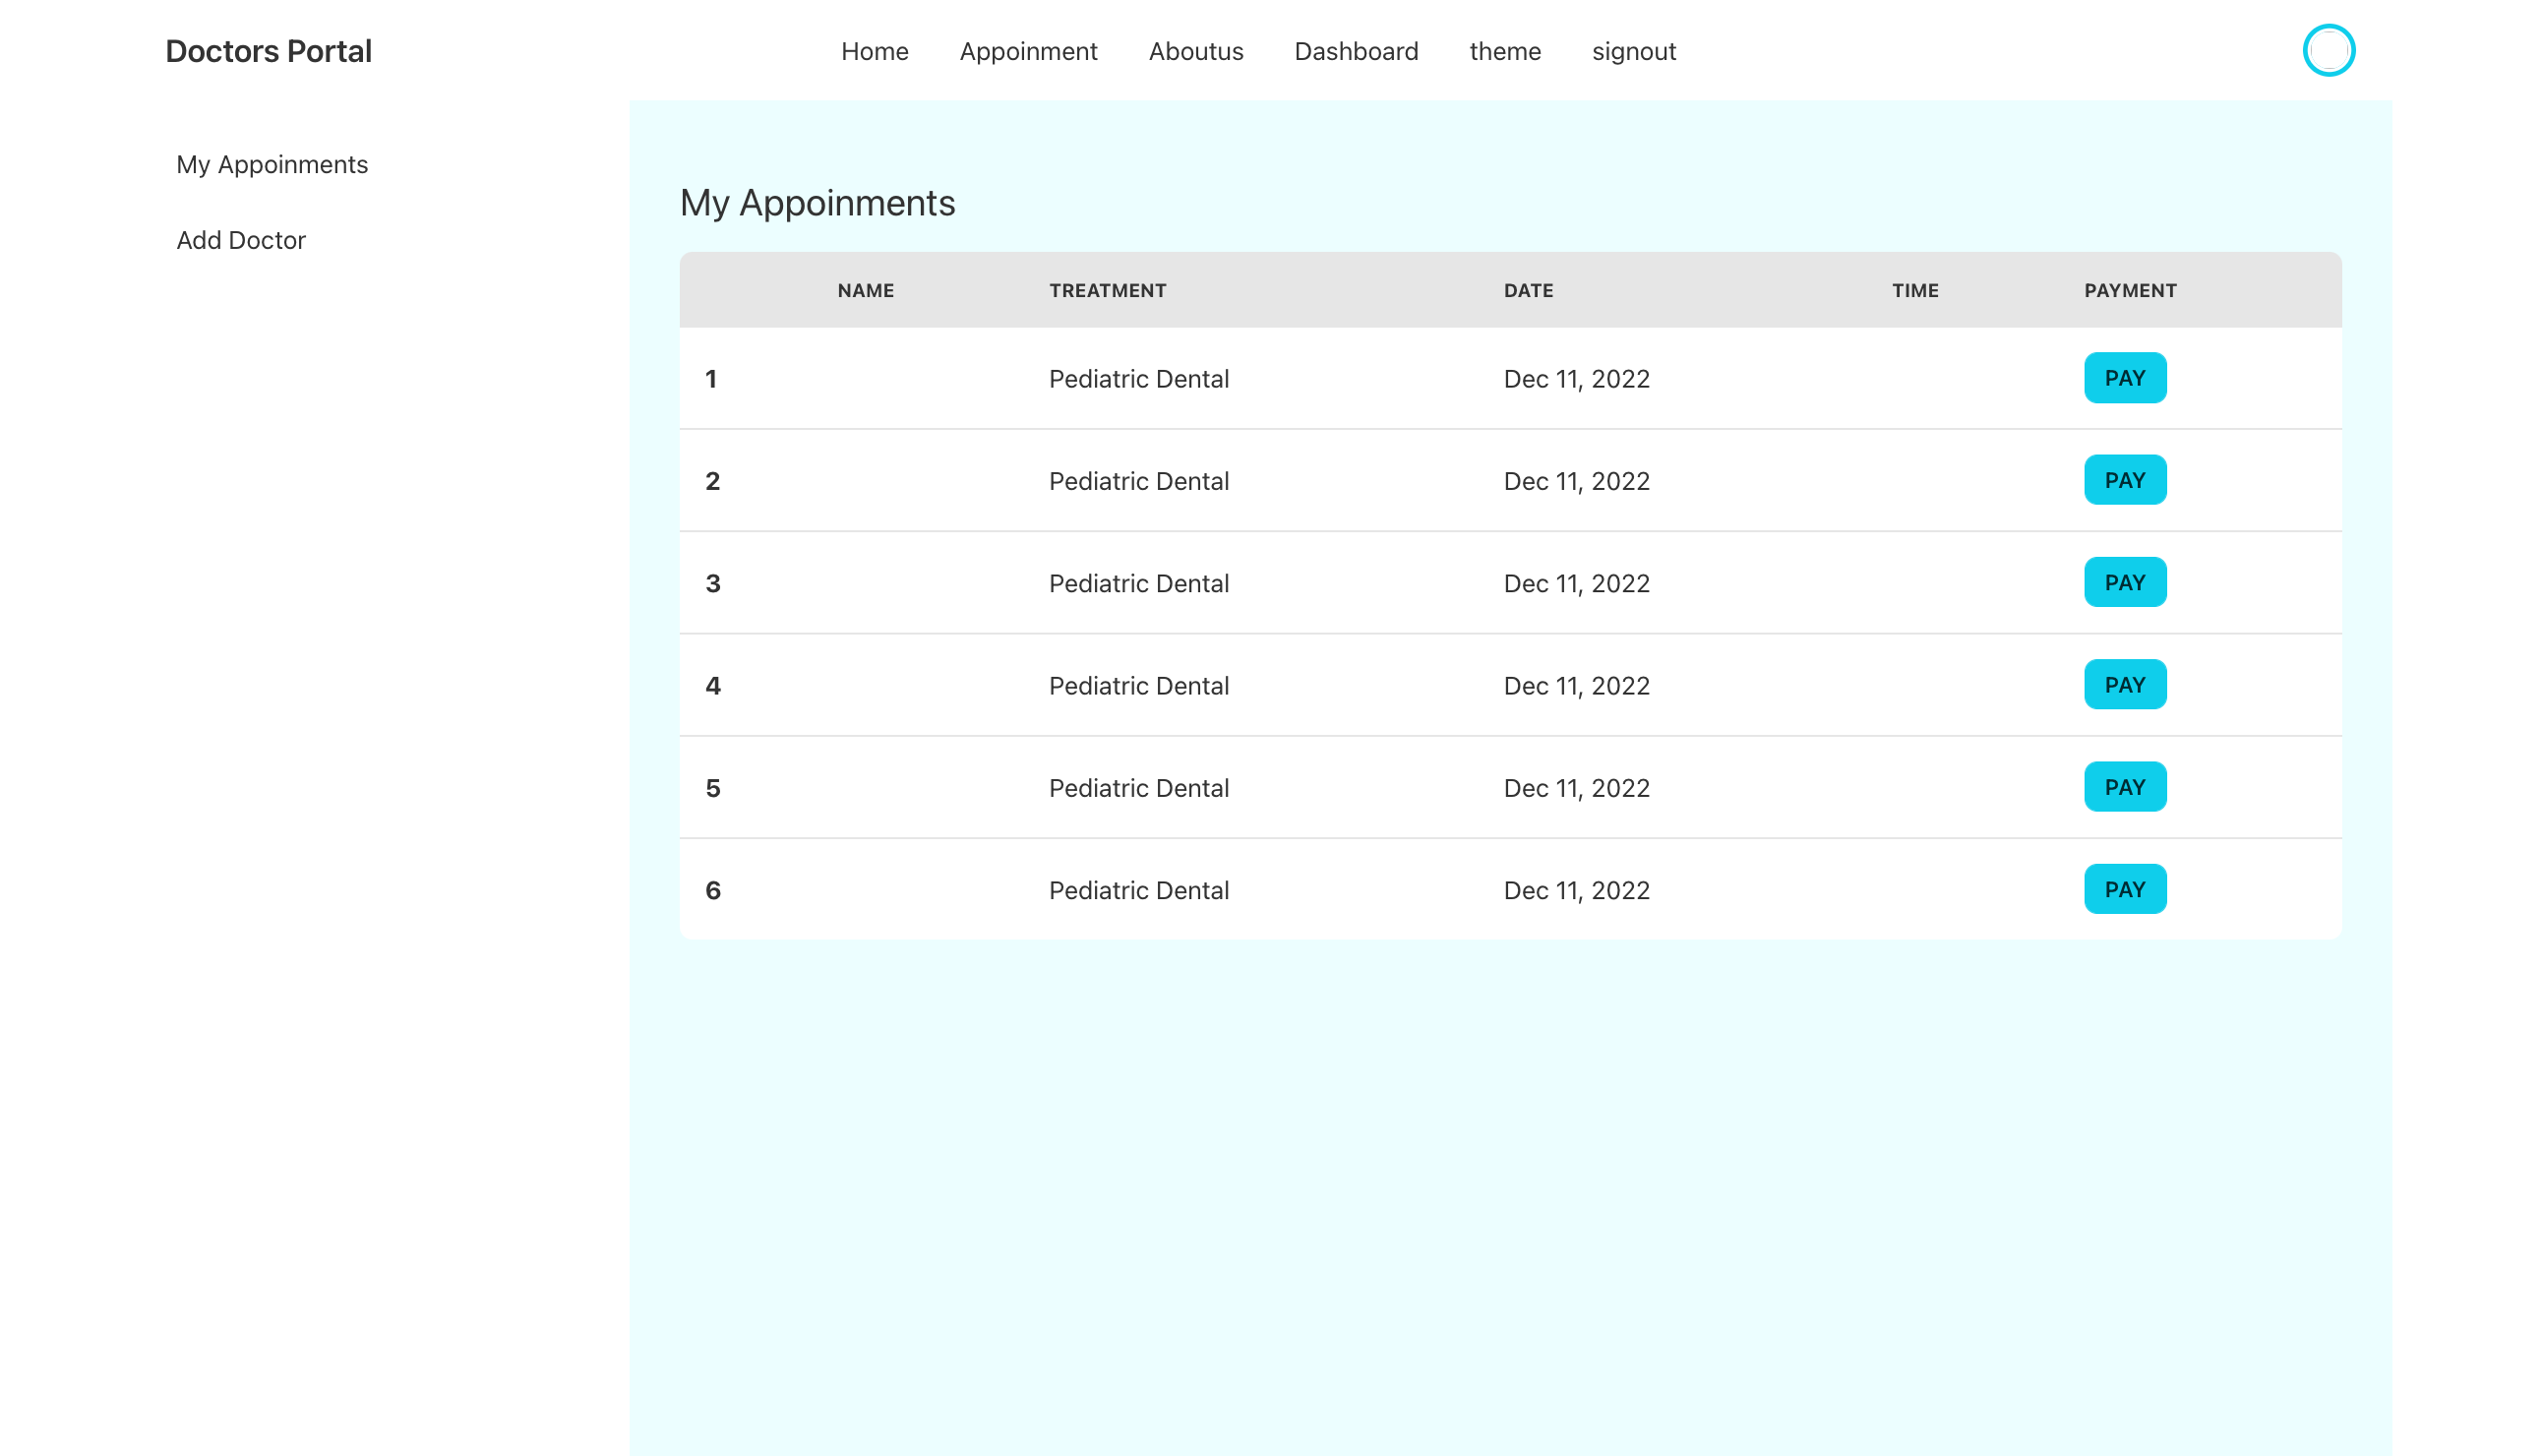 Doctors Portal
Home Appoinment Aboutus Dashboard theme signout
My Appoinments
Add Doctor
My Appoinments
NAME TREATMENT DATE TIME PAYMENT
1 Pediatric Dental Dec 11, 2022 PAY
2 Pediatric Dental Dec 11, 2022 PAY
3 Pediatric Dental Dec 11, 2022 PAY
4 Pediatric Dental Dec 11, 2022 PAY
5 Pediatric Dental Dec 11, 2022 PAY
6 Pediatric Dental Dec 11, 2022 PAY